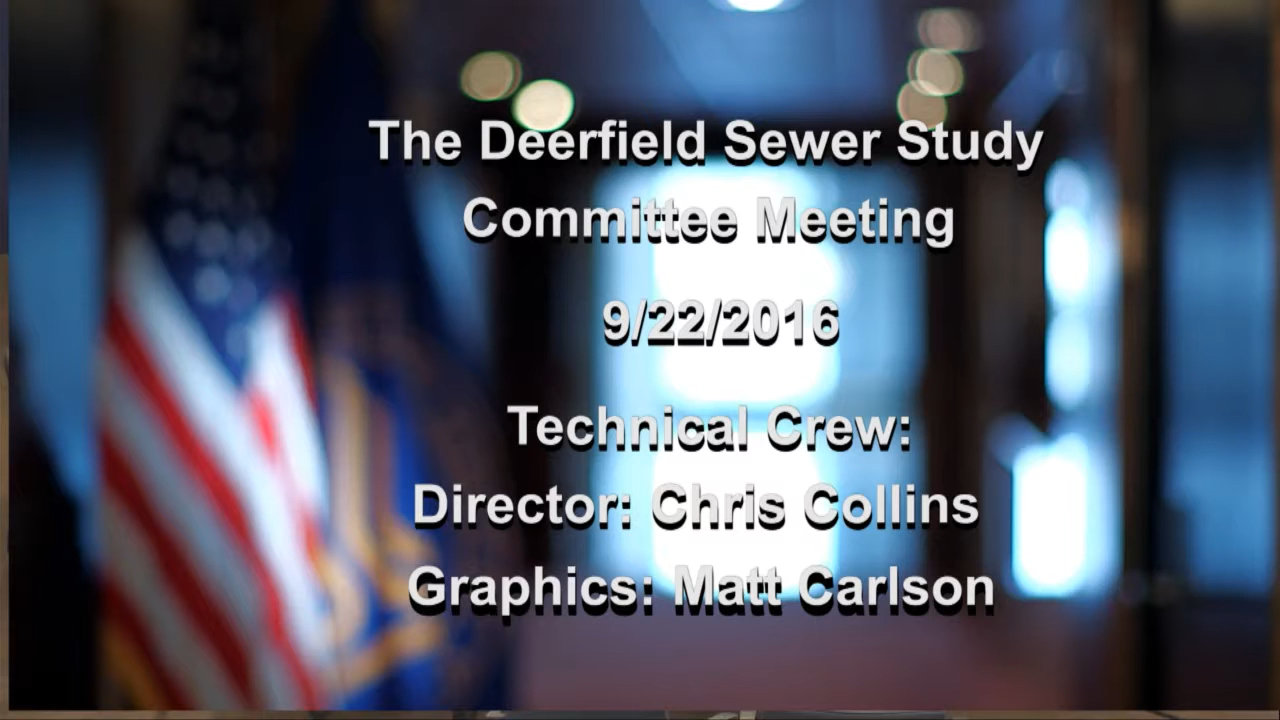 The Deerfield Sewer Study
Committee Meeting
9/22/2016
Technical Crew:
Director: Chris Collins
Graphics: Matt Carlson